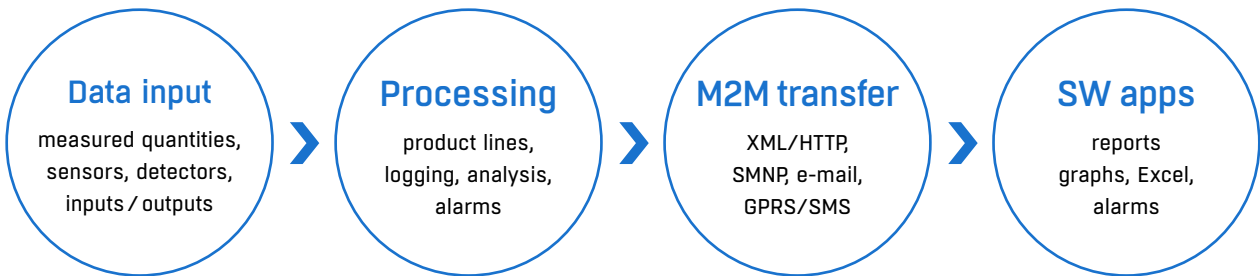 Data input
measured quantities,
sensors, detectors,
inputs / outputs
Processing
product lines,
logging, analysis,
alarms
M2M transfer
XML/HTTP,
SMNP, e-mail,
GPRS/SMS
SW apps
reports
graphs, Excel,
alarms